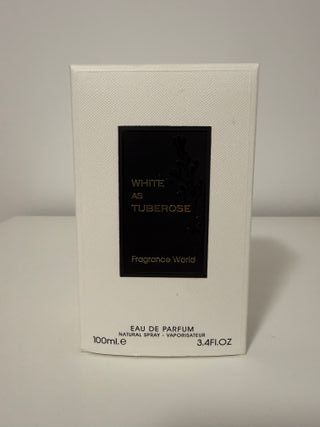 WHITE
AS
TUBEROSE
Fragrance World
EAU DE PARFUM
NATURAL SPRAY - VAPORISATEUR
100ml.e 3.4Fl.OZ